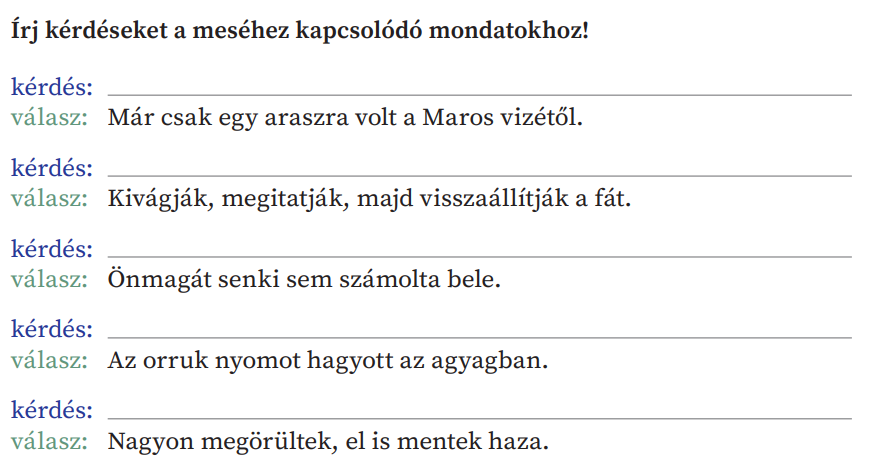 Írj kérdéseket a meséhez kapcsolódó mondatokhoz!
kérdés:
válasz: Már csak egy araszra volt a Maros vizétől.
kérdés:
válasz: Kivágják, megitatják, majd visszaállítják a fát.
kérdés:
válasz: Önmagát senki sem számolta bele.
kérdés:
válasz: Az orruk nyomot hagyott az agyagban.
kérdés:
válasz: Nagyon megörültek, el is mentek haza.